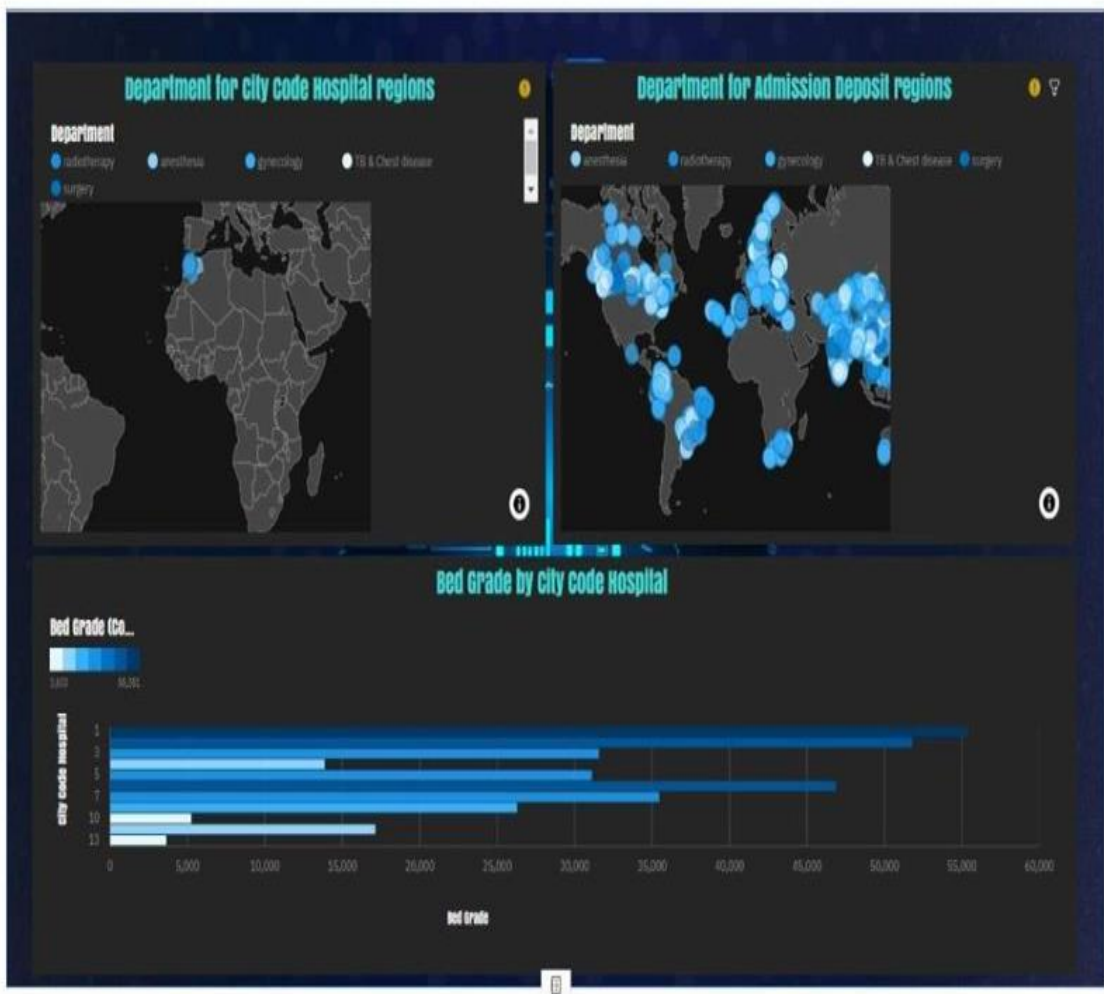 Department for City Code Hospital regions
Department
radiotherapy anesthesia gynecology TB & Chest disease
surgery
Department for Admission Deposit regions
Department
anesthesia radiotherapy gynecology TB & Chest disease surgery
Bed Grade by City Code Hospital
Bed Grade (Co...
City Code Hospital
1
3
5
7
10
13
0 5,000 10,000 15,000 20,000 25,000 30,000 35,000 40,000 45,000 50,000 55,000 60,000
Bed Grade